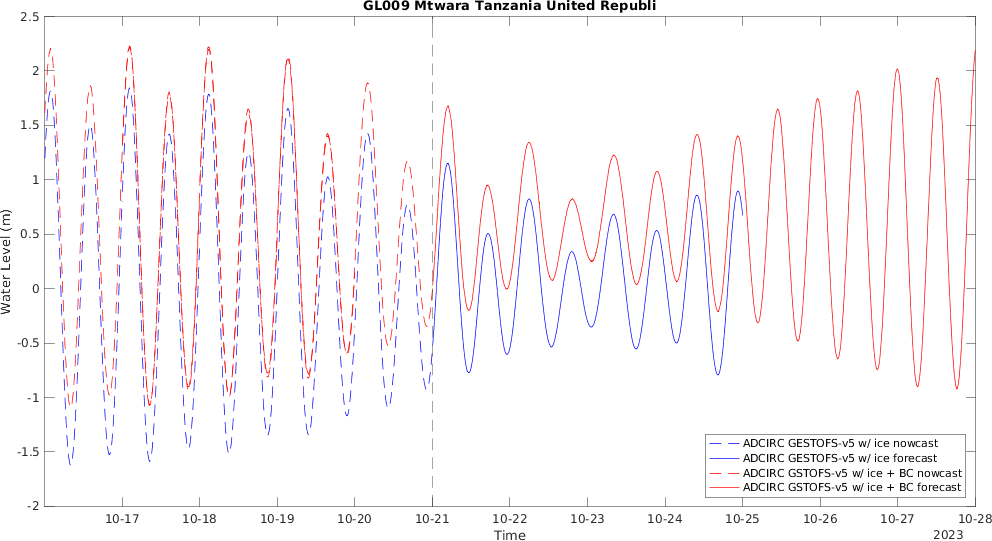 GL009 Mtwara Tanzania United Republi
Water Level (m)
2.5
2
1.5
1
0.5
0
-0.5
-1
-1.5
-2
10-17 10-18 10-19 10-20 10-21 10-22 10-23 10-24 10-25 10-26 10-27 10-28
Time
2023
ADCIRC GESTOFS-v5 w/ ice nowcast
ADCIRC GESTOFS-v5 w/ ice forecast
ADCIRC GSTOFS-v5 w/ ice + BC nowcast
ADCIRC GSTOFS-v5 w/ ice + BC forecast